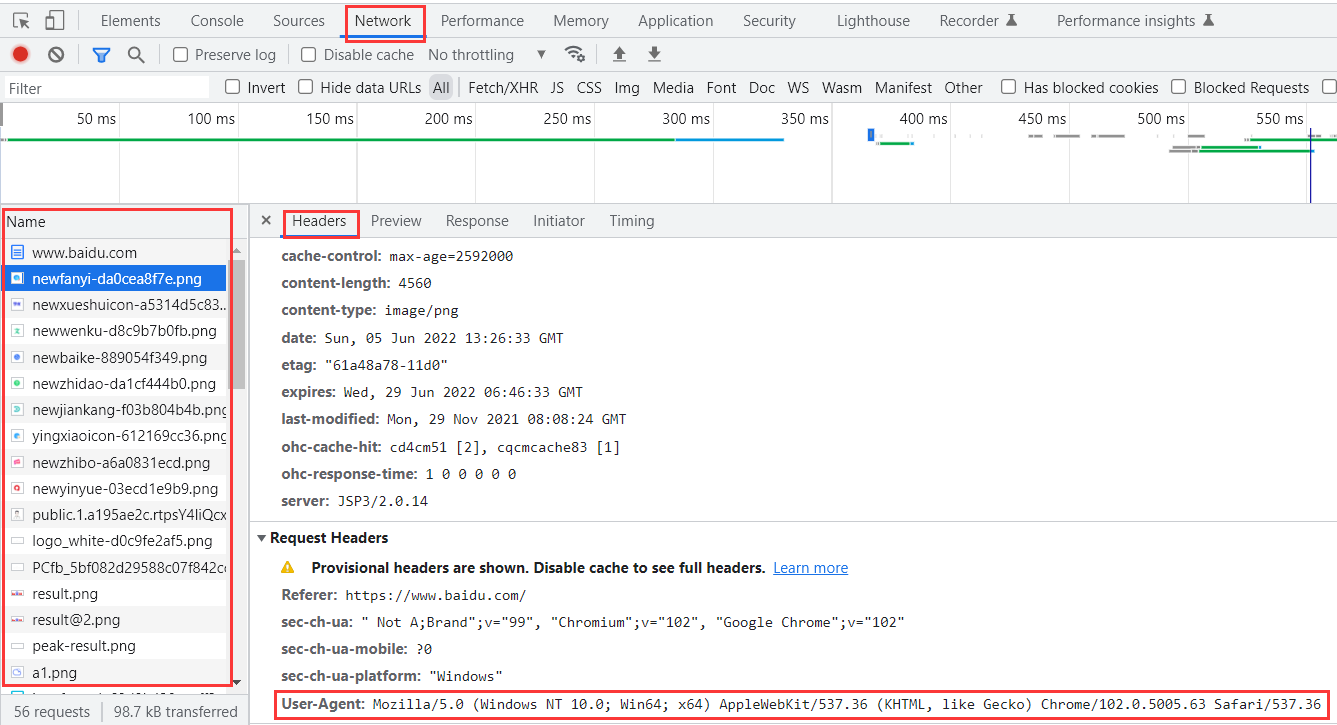 Elements Console Sources Network Performance Memory Application Security Lighthouse Recorder Performance insights
Preserve log Disable cache No throttling
Filter Invert Hide data URLs All Fetch/XHR JS CSS Img Media Font Doc WS Wasm Manifest Other Has blocked cookies Blocked Requests
50 ms 100 ms 150 ms 200 ms 250 ms 300 ms 350 ms 400 ms 450 ms 500 ms 550 ms
Name
www.baidu.com
newfanyi-da0cea8f7e.png
newxueshuicon-a5314d5c83...
newwenku-d8c9b7b0fb.png
newbaike-889054f349.png
newzhidao-da1cf444b0.png
newjiankang-f03b804b4b.png
yingxiaoicon-612169cc36.png
newzhibo-a6a0831ecd.png
newyinyue-03ecd1e9b9.png
public.1.a195ae2c.rtpsY4liQcx
logo_white-d0c9fe2af5.png
PCfb_5bf082d29588c07f842cc
result.png
result@2.png
peak-result.png
a1.png
56 requests 98.7 kB transferred
Headers Preview Response Initiator Timing
cache-control: max-age=2592000
content-length: 4560
content-type: image/png
date: Sun, 05 Jun 2022 13:26:33 GMT
etag: "61a48a78-11d0"
expires: Wed, 29 Jun 2022 06:46:33 GMT
last-modified: Mon, 29 Nov 2021 08:08:24 GMT
ohc-cache-hit: cd4cm51 [2], cqcmcache83 [1]
ohc-response-time: 1 0 0 0 0 0
server: JSP3/2.0.14
Request Headers
Provisional headers are shown. Disable cache to see full headers. Learn more
Referer: https://www.baidu.com/
sec-ch-ua: " Not A;Brand";v="99", "Chromium";v="102", "Google Chrome";v="102"
sec-ch-ua-mobile: ?0
sec-ch-ua-platform: "Windows"
User-Agent: Mozilla/5.0 (Windows NT 10.0; Win64; x64) AppleWebKit/537.36 (KHTML, like Gecko) Chrome/102.0.5005.63 Safari/537.36